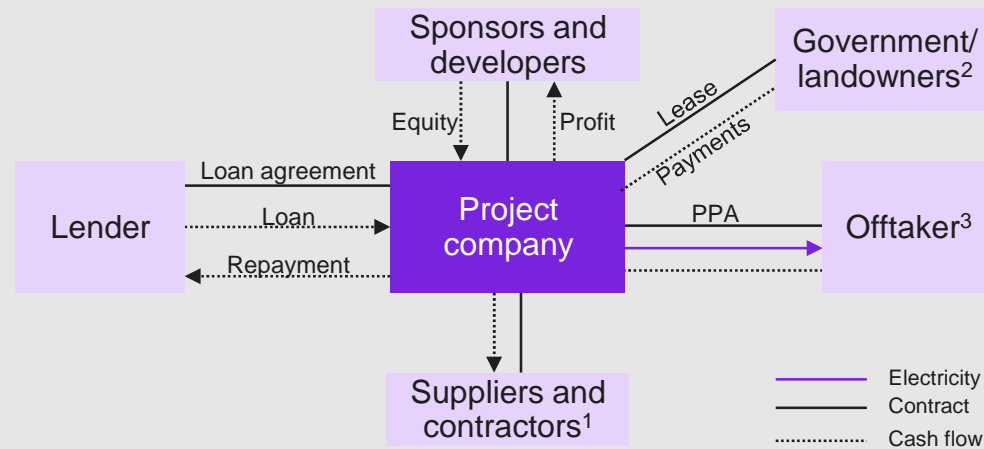 Sponsors and
developers
Government/
landowners²
Equity
Profit
Lease
Payments
Loan agreement
Loan
Repayment
Lender
Project
company
PPA
Offtaker³
Suppliers and
contractors¹
Electricity
Contract
Cash flow